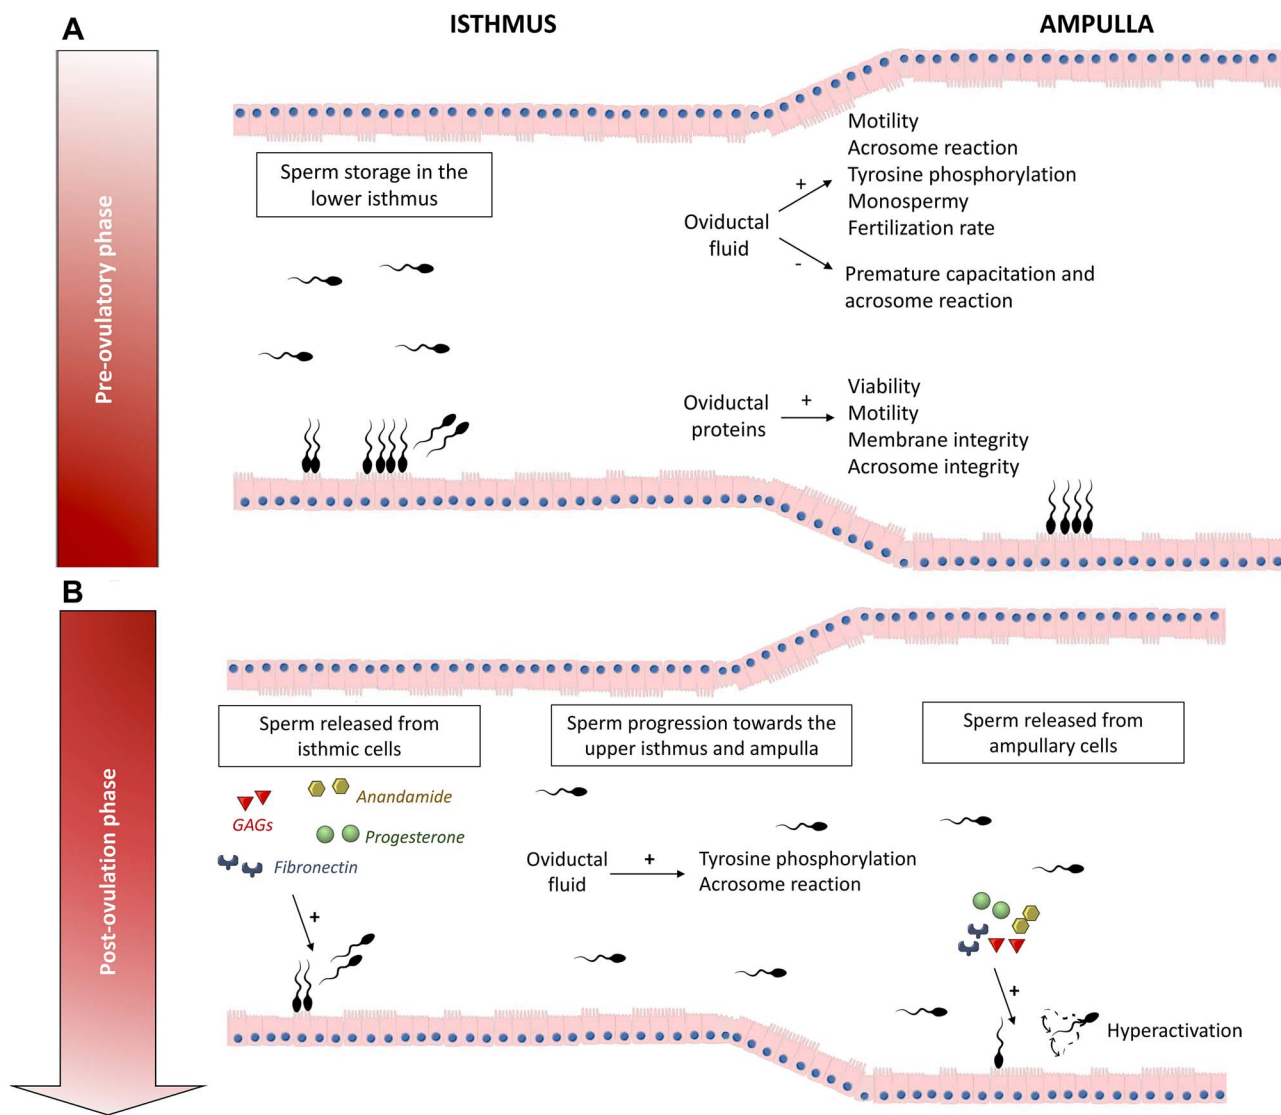 A
ISTHMUS
AMPULLA
Pre-ovulatory phase
Sperm storage in the
lower isthmus
Oviductal
fluid
+
Motility
Acrosome reaction
Tyrosine phosphorylation
Monospermy
Fertilization rate
-
Premature capacitation and
acrosome reaction
Oviductal
proteins
+
Viability
Motility
Membrane integrity
Acrosome integrity
B
Post-ovulation phase
Sperm released from
isthmic cells
Sperm progression towards the
upper isthmus and ampulla
Sperm released from
ampullary cells
Anandamide
GAGs
Progesterone
Fibronectin
+
Oviductal
fluid
+
Tyrosine phosphorylation
Acrosome reaction
+
Hyperactivation